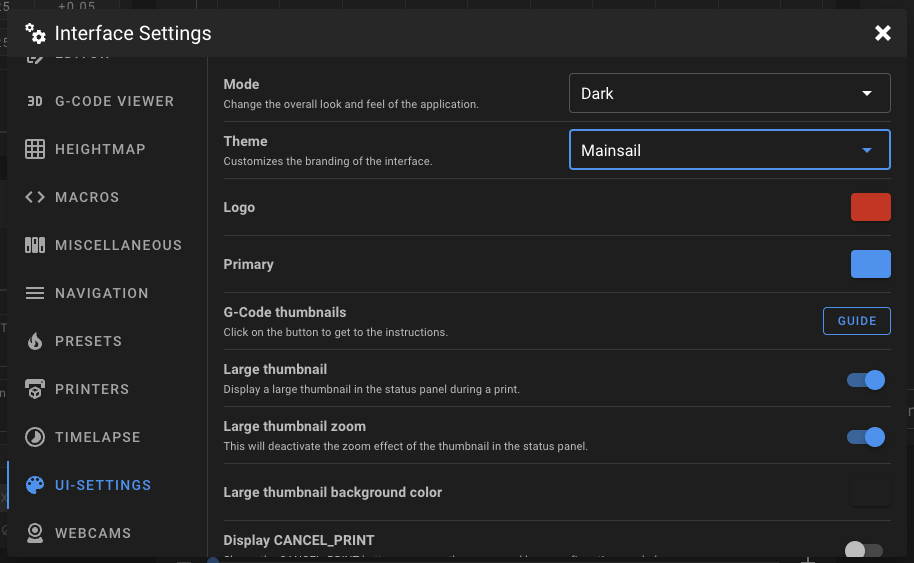 +0.05
Interface Settings
EDITOR
G-CODE VIEWER
HEIGHTMAP
MACROS
MISCELLANEOUS
NAVIGATION
PRESETS
PRINTERS
TIMELAPSE
UI-SETTINGS
WEBCAMS
Mode
Change the overall look and feel of the application.
Dark
Theme
Customizes the branding of the interface.
Mainsail
Logo
Primary
G-Code thumbnails
Click on the button to get to the instructions.
GUIDE
Large thumbnail
Display a large thumbnail in the status panel during a print.
Large thumbnail zoom
This will deactivate the zoom effect of the thumbnail in the status panel.
Large thumbnail background color
Display CANCEL_PRINT